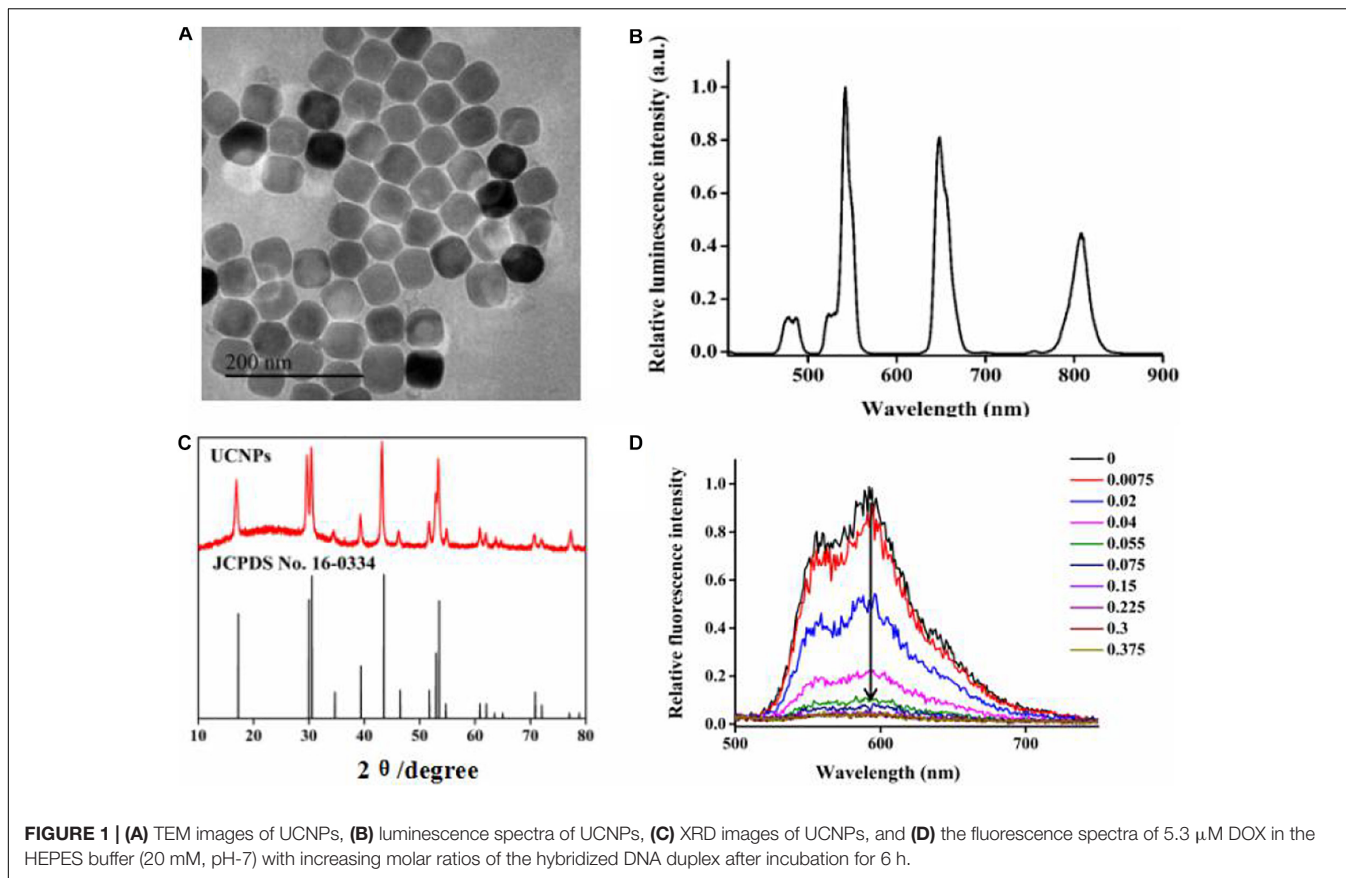 A
200 nm
B
Relative luminescence intensity (a.u.)
1.0
0.8
0.6
0.4
0.2
0.0
500 600 700 800 900
Wavelength (nm)
C
UCNPs
JCPDS No. 16-0334
10 20 30 40 50 60 70 80
2 θ /degree
D
Relative fluorescence intensity
1.0
0.8
0.6
0.4
0.2
0.0
500 600 700
Wavelength (nm)
0
0.0075
0.02
0.04
0.055
0.075
0.15
0.225
0.3
0.375
FIGURE 1 | (A) TEM images of UCNPs, (B) luminescence spectra of UCNPs, (C) XRD images of UCNPs, and (D) the fluorescence spectra of 5.3 μM DOX in the
HEPES buffer (20 mM, pH-7) with increasing molar ratios of the hybridized DNA duplex after incubation for 6 h.